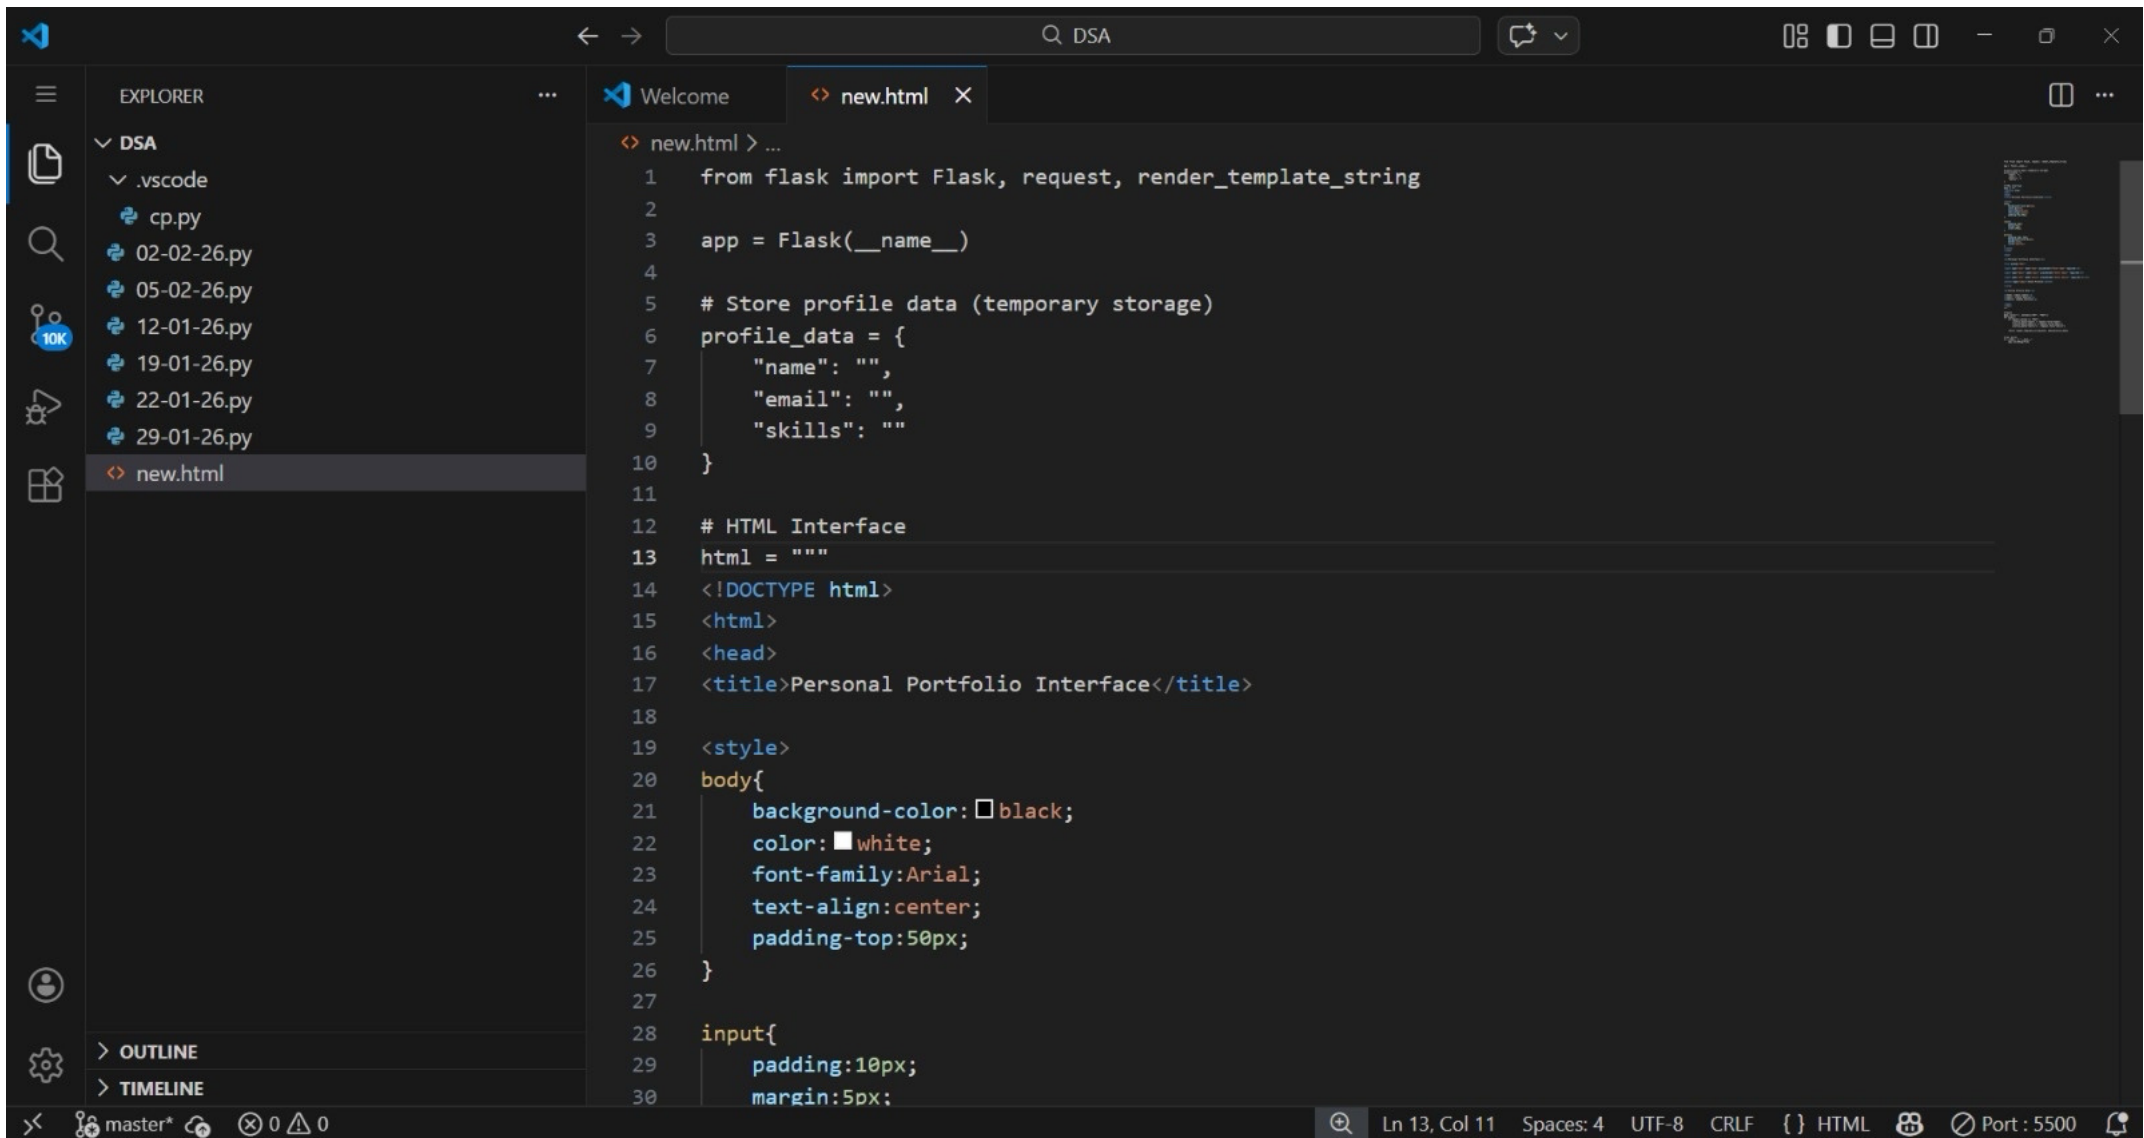 DSA
EXPLORER
DSA
.vscode
cp.py
02-02-26.py
05-02-26.py
12-01-26.py
19-01-26.py
22-01-26.py
29-01-26.py
new.html
OUTLINE
TIMELINE
10K
Welcome
new.html
new.html > ...
1 from flask import Flask, request, render_template_string
2
3 app = Flask(__name__)
4
5 # Store profile data (temporary storage)
6 profile_data = {
7     "name": "",
8     "email": "",
9     "skills": ""
10 }
11
12 # HTML Interface
13 html = """
14 <!DOCTYPE html>
15 <html>
16 <head>
17 <title>Personal Portfolio Interface</title>
18
19 <style>
20 body{
21     background-color:black;
22     color:white;
23     font-family:Arial;
24     text-align:center;
25     padding-top:50px;
26 }
27
28 input{
29     padding:10px;
30     margin:5px;
master* 0 0 Ln 13, Col 11 Spaces: 4 UTF-8 CRLF {} HTML Port : 5500